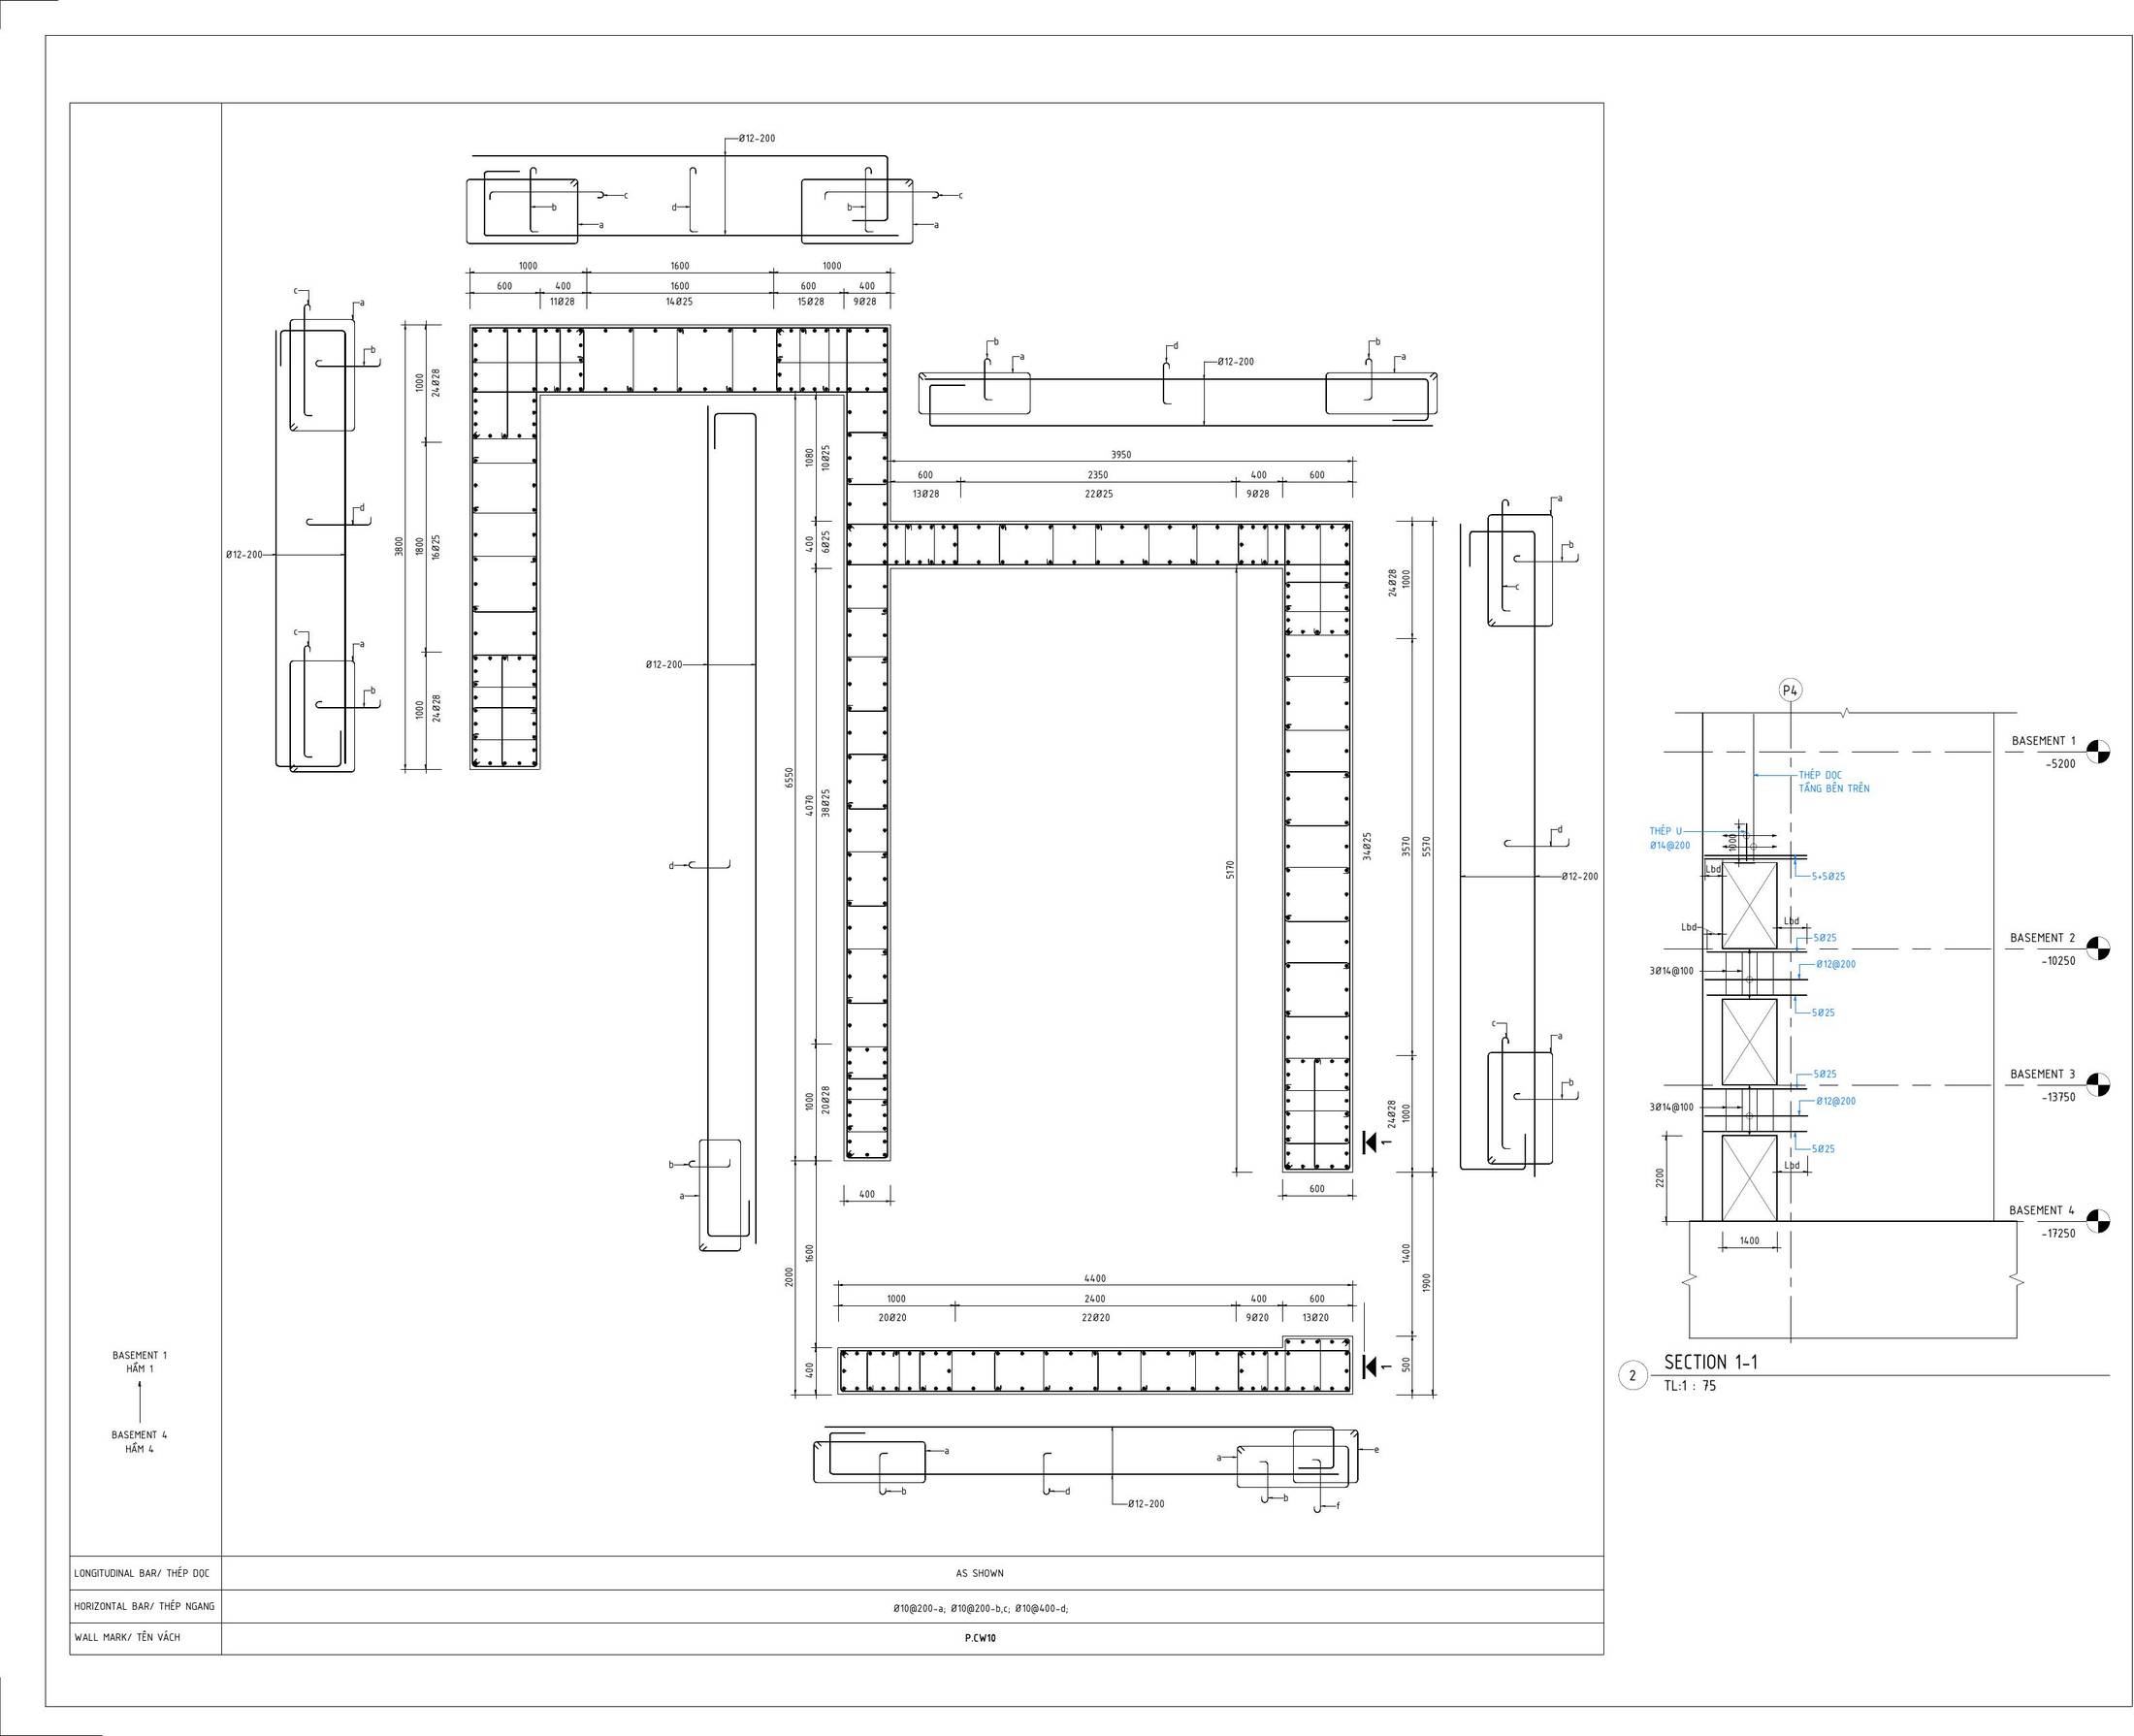 Ø12-200
c
b
d
b
c
a
a
1000
1600
1000
600
400
1600
600
400
11Ø28
14Ø25
15Ø28
9Ø28
c
a
b
d
Ø12-200
c
a
b
1000
24Ø28
3800
1800
16Ø25
1000
24Ø28
b
a
d
Ø12-200
b
a
3950
600
2350
400
600
13Ø28
22Ø25
9Ø28
1080
10Ø25
400
6Ø25
Ø12-200
6550
4070
38Ø25
1000
20Ø28
d
b
a
5170
24Ø28
1000
34Ø25
3570
5570
24Ø28
1000
1
a
b
c
d
Ø12-200
c
a
b
400
600
2000
1600
400
1400
1900
500
4400
1000
2400
400
600
20Ø20
22Ø20
9Ø20
13Ø20
1
a
b
d
Ø12-200
a
b
e
f
BASEMENT 1
HẦM 1
BASEMENT 4
HẦM 4
LONGITUDINAL BAR/ THÉP DỌC
AS SHOWN
HORIZONTAL BAR/ THÉP NGANG
Ø10@200-a; Ø10@200-b,c; Ø10@400-d;
WALL MARK/ TÊN VÁCH
P.CW10
P4
BASEMENT 1
-5200
THÉP DỌC
TẦNG BÊN TRÊN
THÉP U
Ø14@200
1000
Lbd
5+5Ø25
Lbd
Lbd
5Ø25
BASEMENT 2
-10250
3Ø14@100
Ø12@200
5Ø25
5Ø25
BASEMENT 3
-13750
3Ø14@100
Ø12@200
5Ø25
2200
Lbd
BASEMENT 4
-17250
1400
2
SECTION 1-1
TL:1 : 75